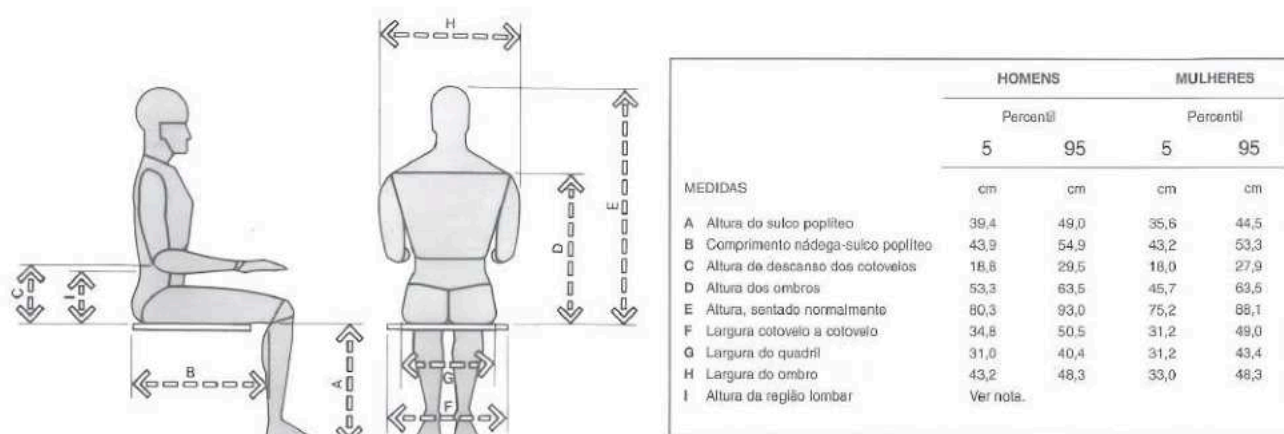 H
E
D
C
I
B
A
G
F
HOMENS MULHERES
Percentil Percentil
5 95 5 95
MEDIDAS cm cm cm cm
A Altura do sulco poplíteo 39,4 49,0 35,6 44,5
B Comprimento nádega-sulco poplíteo 43,9 54,9 43,2 53,3
C Altura de descanso dos cotovelos 18,8 29,5 18,0 27,9
D Altura dos ombros 53,3 63,5 45,7 63,5
E Altura, sentado normalmente 80,3 93,0 75,2 88,1
F Largura cotovelo a cotovelo 34,8 50,5 31,2 49,0
G Largura do quadril 31,0 40,4 31,2 43,4
H Largura do ombro 43,2 48,3 33,0 48,3
I Altura da região lombar Ver nota.